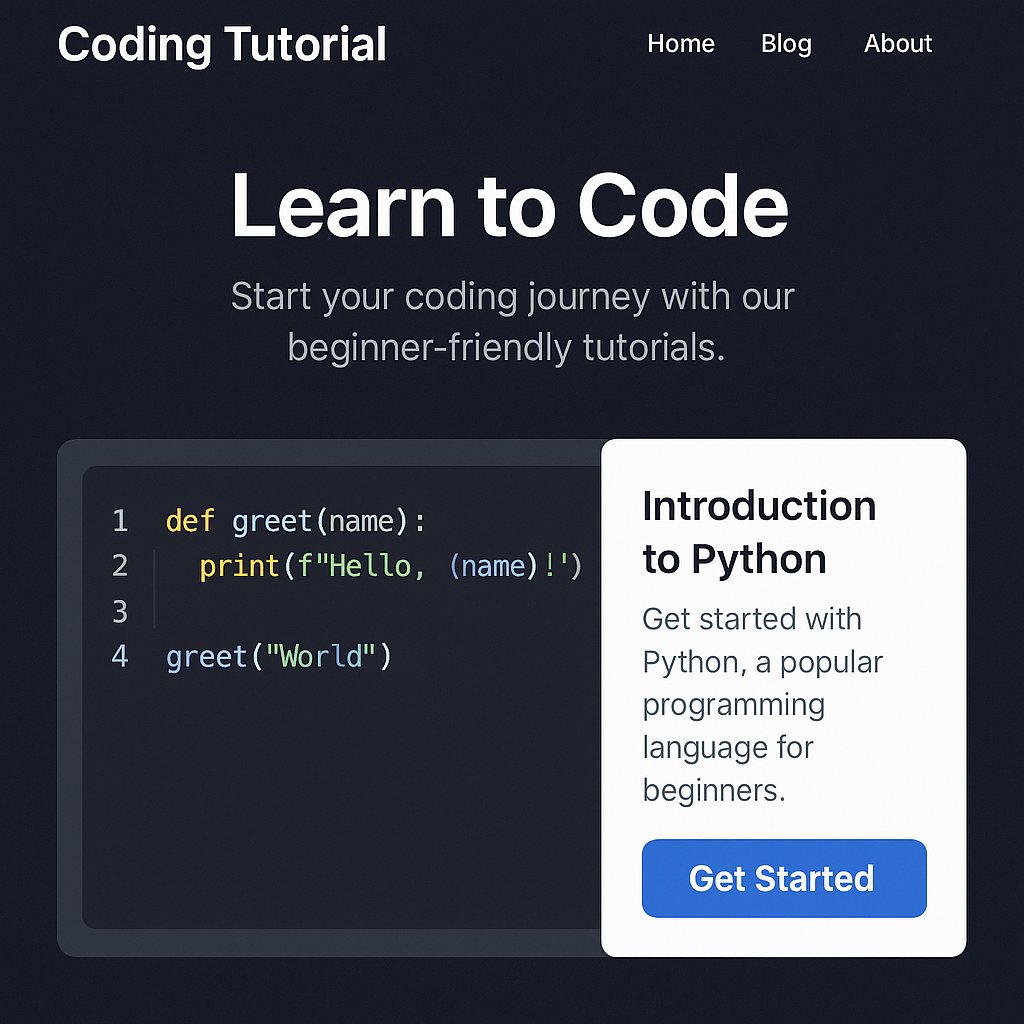 Coding Tutorial Home Blog About
Learn to Code
Start your coding journey with our
beginner-friendly tutorials.
1 def greet(name):
2 print(f"Hello, (name)!')
3
4 greet("World")
Introduction
to Python
Get started with
Python, a popular
programming
language for
beginners.
Get Started